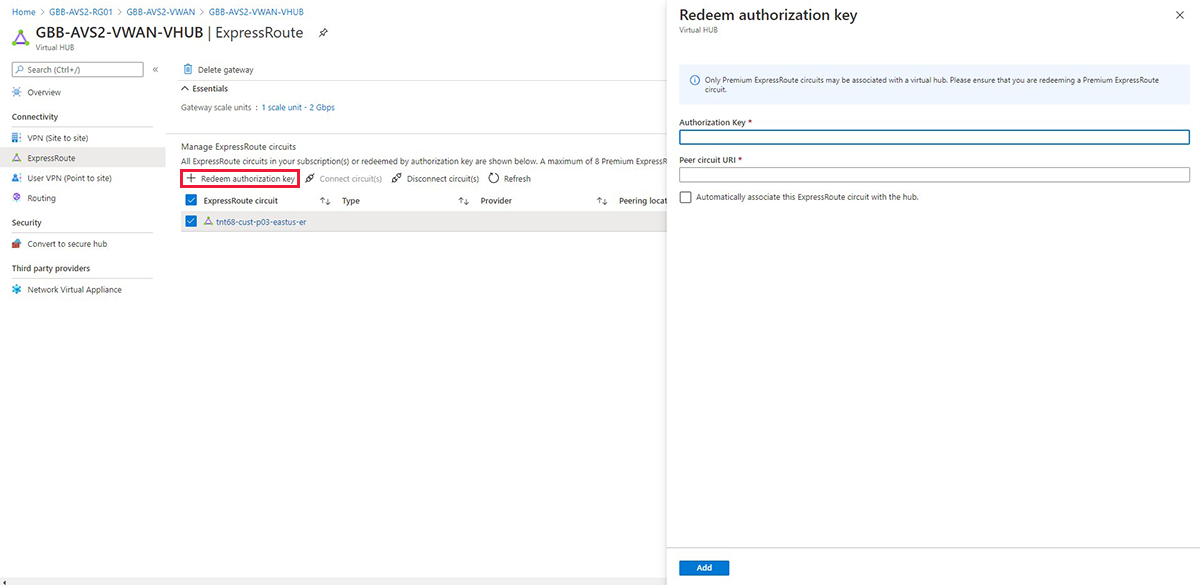 Home > GBB-AVS2-RG01 > GBB-AVS2-VWAN > GBB-AVS2-VWAN-VHUB
GBB-AVS2-VWAN-VHUB | ExpressRoute
Virtual HUB
Search (Ctrl+/)
«
Overview
Connectivity
VPN (Site to site)
ExpressRoute
User VPN (Point to site)
Routing
Security
Convert to secure hub
Third party providers
Network Virtual Appliance
Delete gateway
Essentials
Gateway scale units : 1 scale unit - 2 Gbps
Manage ExpressRoute circuits
All ExpressRoute circuits in your subscription(s) or redeemed by authorization key are shown below. A maximum of 8 Premium ExpressR
Redeem authorization key Connect circuit(s) Disconnect circuit(s) Refresh
ExpressRoute circuit Type Provider Peering locat
tnt68-cust-p03-eastus-er
Redeem authorization key
Virtual HUB
Only Premium ExpressRoute circuits may be associated with a virtual hub. Please ensure that you are redeeming a Premium ExpressRoute
circuit.
Authorization Key *
Peer circuit URI *
Automatically associate this ExpressRoute circuit with the hub.
Add